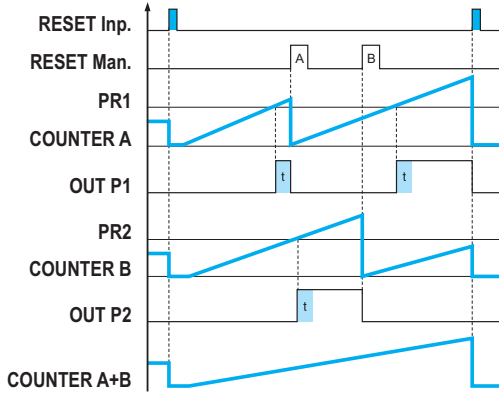 RESET Inp.
RESET Man.
A
B
PR1
COUNTER A
t
t
OUT P1
PR2
COUNTER B
t
OUT P2
COUNTER A+B